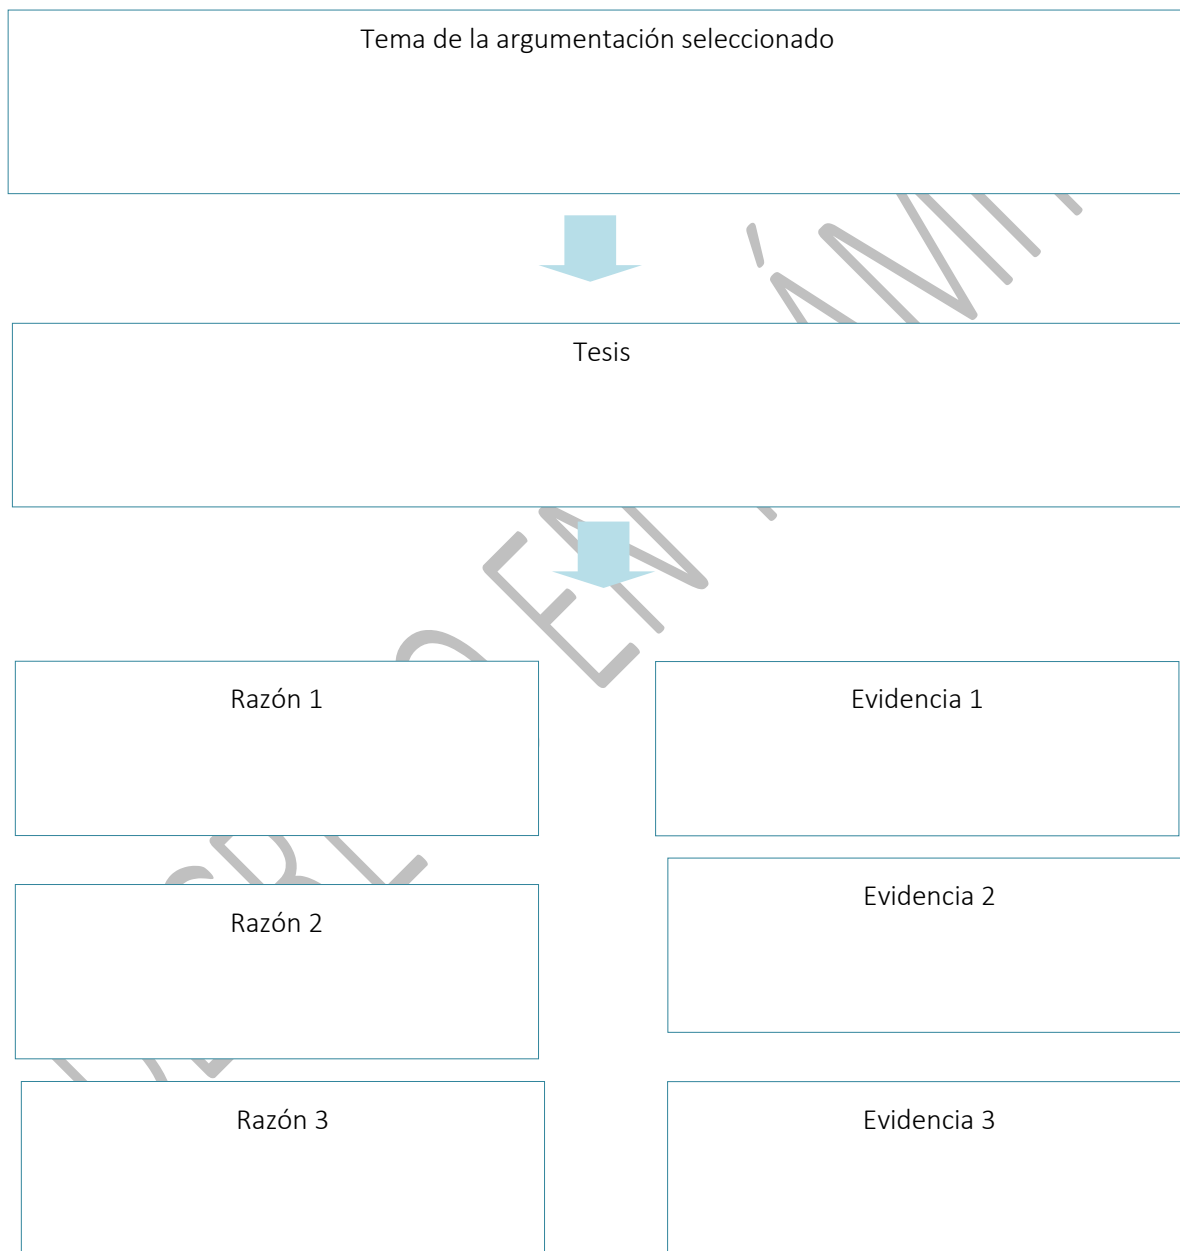 Tema de la argumentación seleccionado
Tesis
Razón 1
Evidencia 1
Evidencia 2
Razón 2
Razón 3
Evidencia 3